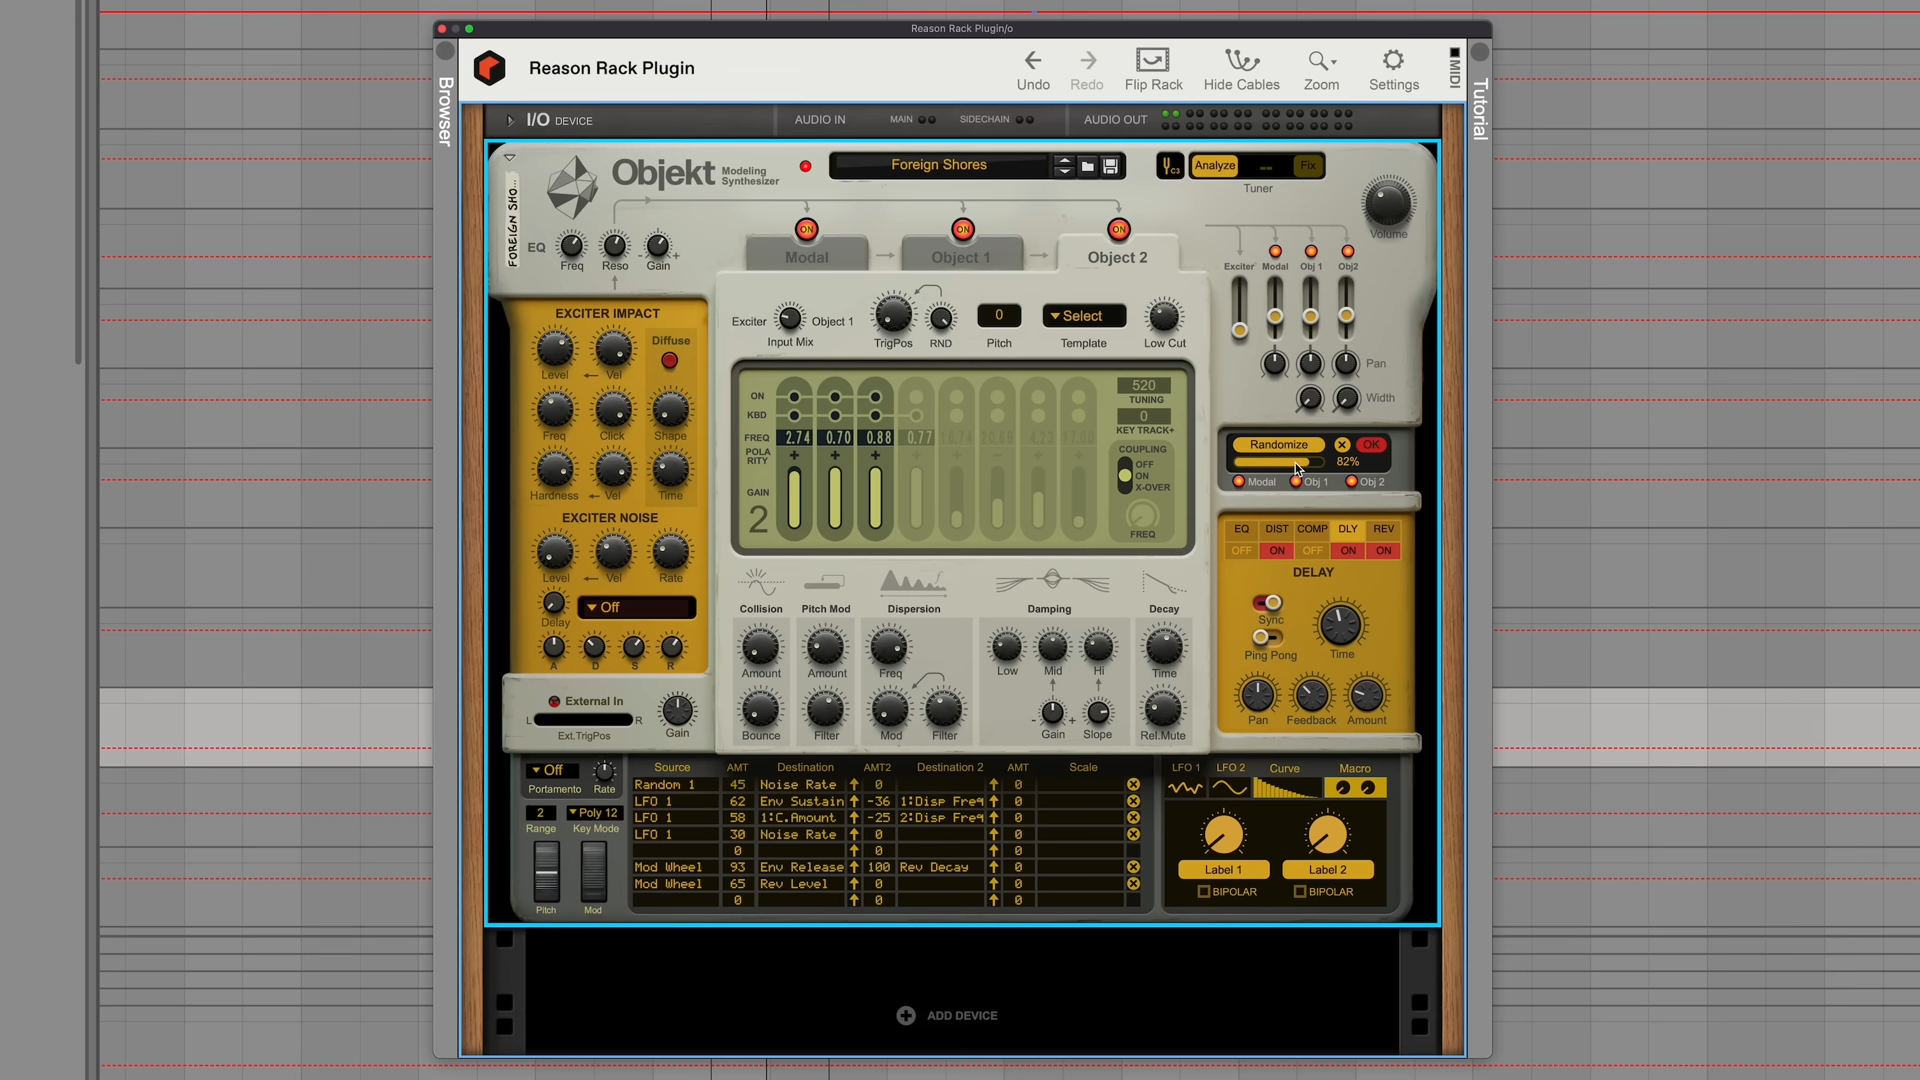 Reason Rack Plugin/o
Browser
Reason Rack Plugin
Undo
Redo
Flip Rack
Hide Cables
Zoom
Settings
MIDI
Tutorial
I/O DEVICE
AUDIO IN
MAIN
SIDECHAIN
AUDIO OUT
FOREIGN SHO...
Objekt
Modeling
Synthesizer
Foreign Shores
C3
Analyze
--
Fix
Tuner
Volume
EQ
Freq
Reso
- Gain +
ON
ON
ON
Modal
Object 1
Object 2
Exciter
Modal
Obj 1
Obj2
Pan
Width
EXCITER IMPACT
Level
Vel
Diffuse
Freq
Click
Shape
Hardness
Vel
Time
EXCITER NOISE
Level
Vel
Rate
Delay
Off
A
D
S
R
Exciter
Object 1
Input Mix
TrigPos
RND
0
Pitch
Select
Template
Low Cut
ON
KBD
FREQ
2.74 0.70 0.88 0.77
POLA
RITY
+ + +
GAIN
2
520
TUNING
0
KEY TRACK+
COUPLING
OFF
ON
X-OVER
FREQ
Randomize
OK
82%
Modal
Obj 1
Obj 2
EQ DIST COMP DLY REV
OFF ON OFF ON ON
DELAY
Sync
Ping Pong
Time
Pan
Feedback
Amount
Collision
Pitch Mod
Dispersion
Damping
Decay
Amount
Amount
Freq
Low
Mid
Hi
Time
Bounce
Filter
Mod
Filter
- Gain +
Slope
Rel.Mute
External In
L
R
Ext.TrigPos
Gain
Off
Portamento
Rate
2
Range
Poly 12
Key Mode
Pitch
Mod
Source AMT Destination AMT2 Destination 2 AMT Scale
Random 1 45 Noise Rate 0 0
LFO 1 62 Env Sustain -36 1:Disp Freq 0
LFO 1 58 1:C.Amount -25 2:Disp Freq 0
LFO 1 30 Noise Rate 0 0
0 0 0
Mod Wheel 93 Env Release 100 Rev Decay 0
Mod Wheel 65 Rev Level 0 0
0 0 0
LFO 1
LFO 2
Curve
Macro
Label 1
Label 2
BIPOLAR
BIPOLAR
ADD DEVICE